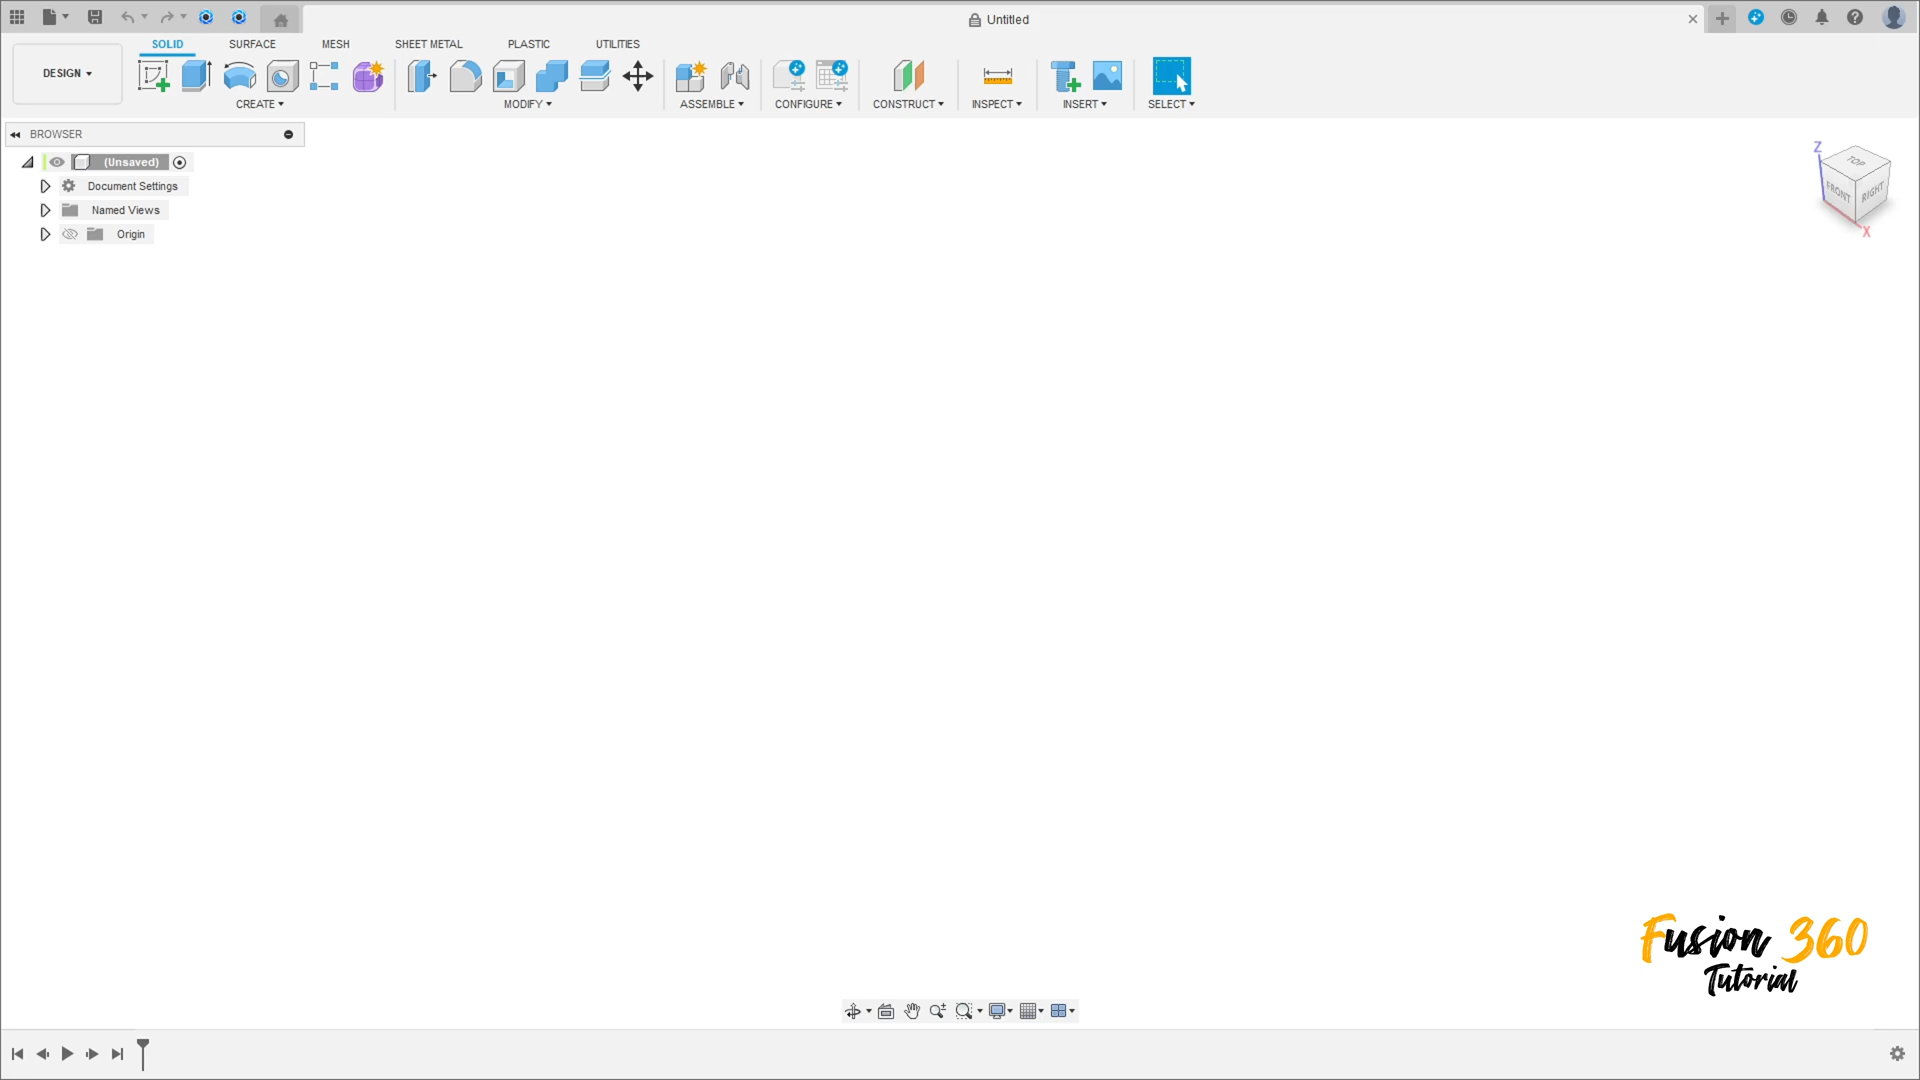 Untitled
SOLID SURFACE MESH SHEET METAL PLASTIC UTILITIES
DESIGN
CREATE MODIFY ASSEMBLE CONFIGURE CONSTRUCT INSPECT INSERT SELECT
BROWSER
(Unsaved)
Document Settings
Named Views
Origin
Z
TOP
FRONT RIGHT
X
Fusion 360
Tutorial